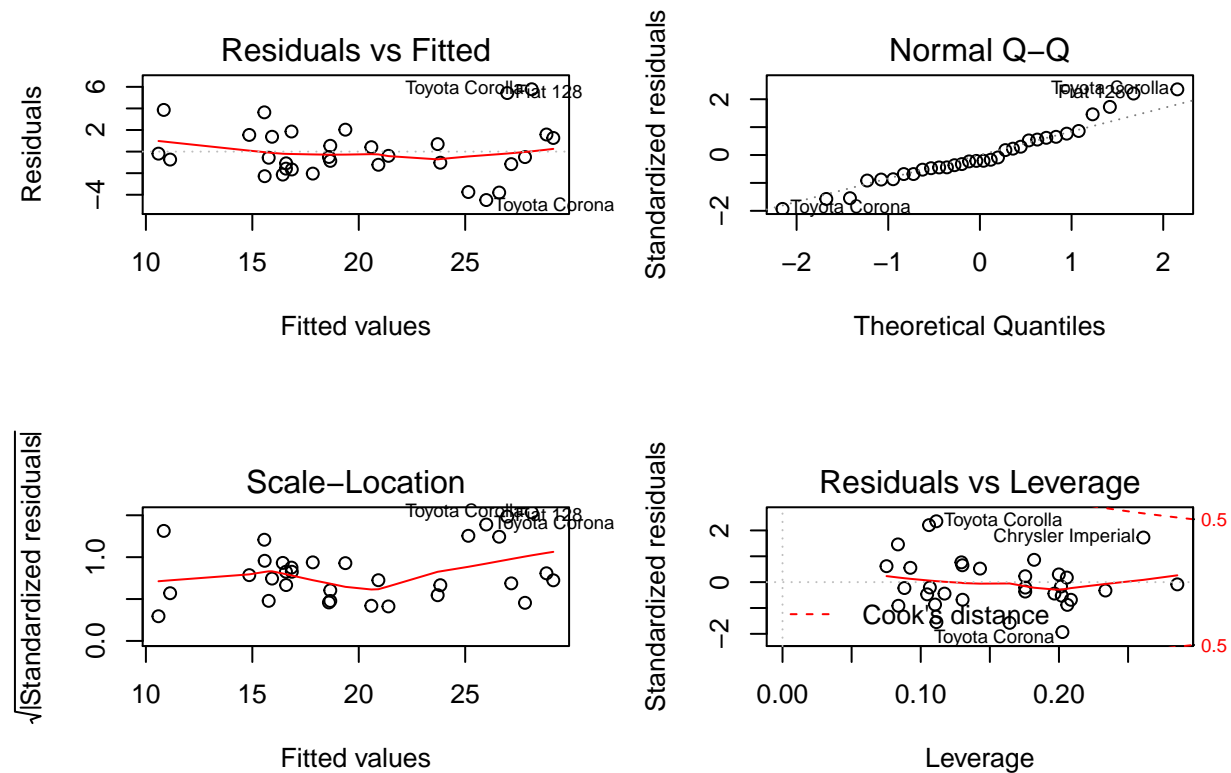 Residuals vs Fitted
Residuals
6
2
−4
Toyota Corolla
Fiat 128
Toyota Corona
10 15 20 25
Fitted values
Normal Q−Q
Standardized residuals
2
0
−2
Toyota Corolla
Fiat 128
Toyota Corona
−2 −1 0 1 2
Theoretical Quantiles
Scale−Location
√|Standardized residuals|
1.0
0.0
Toyota Corolla
Fiat 128
Toyota Corona
10 15 20 25
Fitted values
Residuals vs Leverage
Standardized residuals
2
0
−2
Toyota Corolla
Chrysler Imperial
Cook's distance
Toyota Corona
0.5
0.5
0.00 0.10 0.20
Leverage